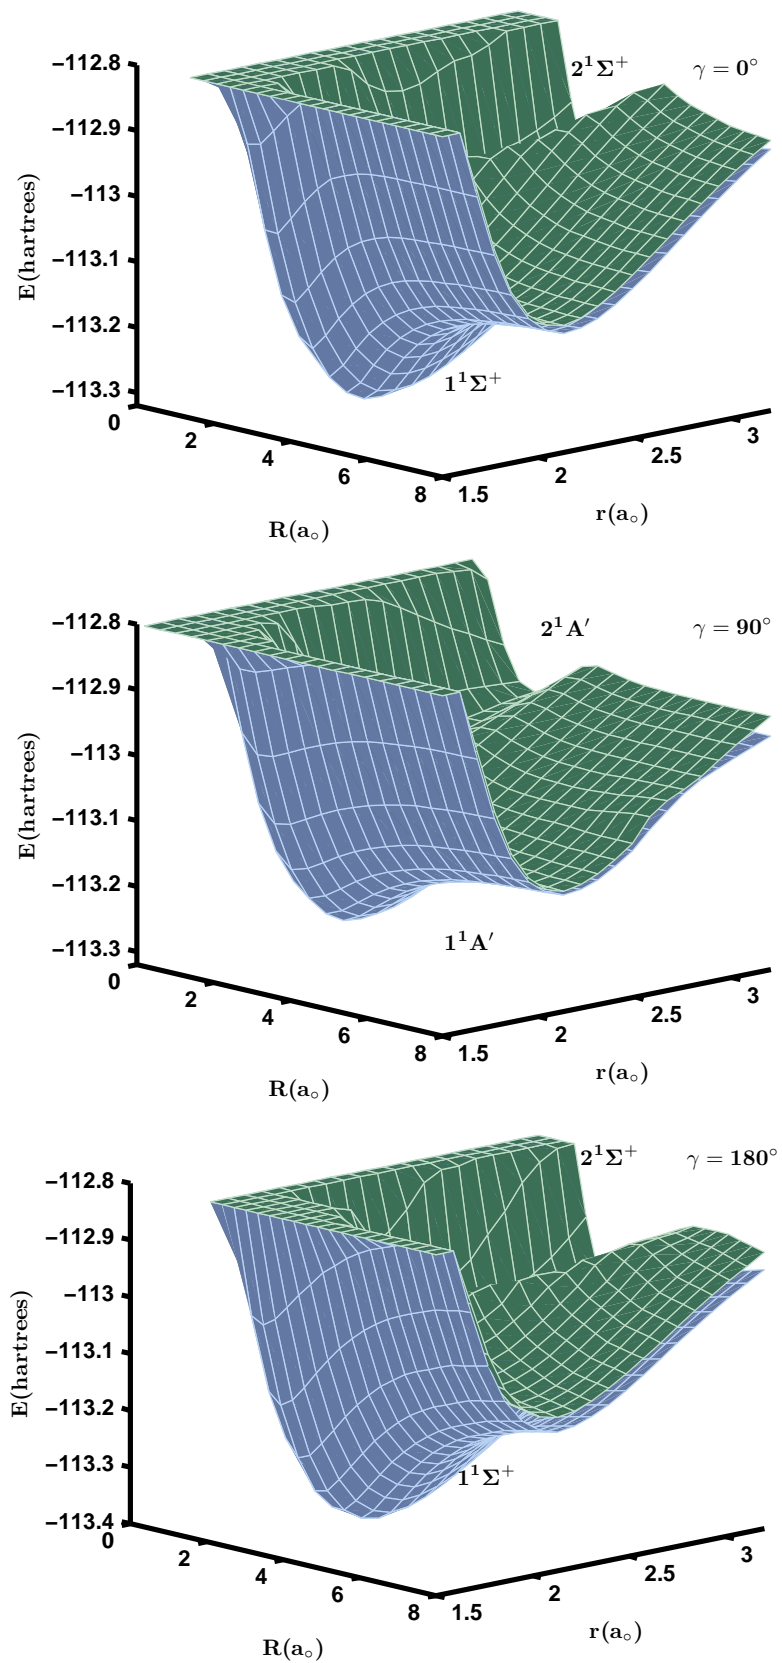 2¹Σ⁺
γ = 0°
−112.8
−112.9
−113
−113.1
−113.2
−113.3
E(hartrees)
1¹Σ⁺
0
2
4
6
8
R(a∘)
1.5
2
2.5
3
r(a∘)
2¹A′
γ = 90°
−112.8
−112.9
−113
−113.1
−113.2
−113.3
E(hartrees)
1¹A′
0
2
4
6
8
R(a∘)
1.5
2
2.5
3
r(a∘)
2¹Σ⁺
γ = 180°
−112.8
−112.9
−113
−113.1
−113.2
−113.3
−113.4
E(hartrees)
1¹Σ⁺
0
2
4
6
8
R(a∘)
1.5
2
2.5
3
r(a∘)